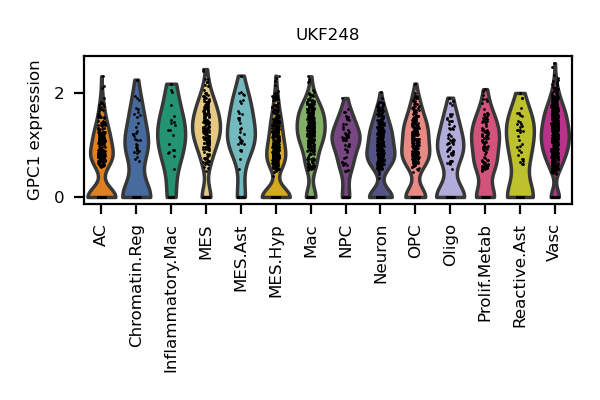 UKF248
GPC1 expression
2
0
AC
Chromatin.Reg
Inflammatory.Mac
MES
MES.Ast
MES.Hyp
Mac
NPC
Neuron
OPC
Oligo
Prolif.Metab
Reactive.Ast
Vasc